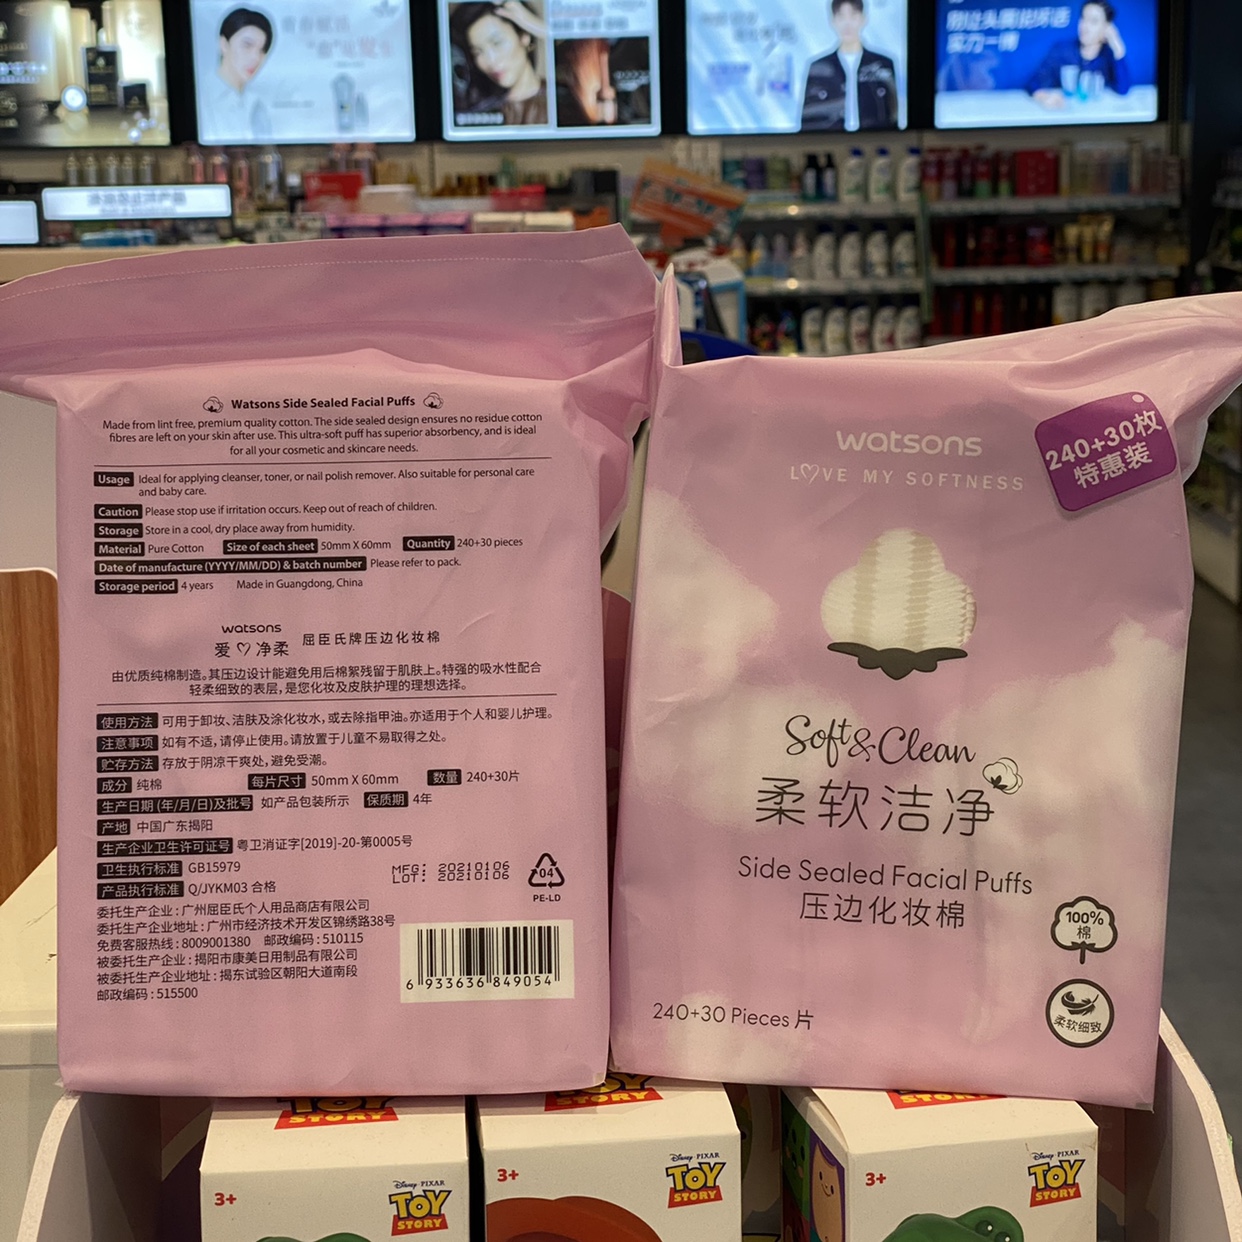 Watsons Side Sealed Facial Puffs
Made from lint free, premium quality cotton. The side sealed design ensures no residue cotton
fibres are left on your skin after use. This ultra-soft puff has superior absorbency, and is ideal
for all your cosmetic and skincare needs.
Usage Ideal for applying cleanser, toner, or nail polish remover. Also suitable for personal care
and baby care.
Caution Please stop use if irritation occurs. Keep out of reach of children.
Storage Store in a cool, dry place away from humidity.
Material Pure Cotton Size of each sheet 50mm X 60mm Quantity 240+30 pieces
Date of manufacture (YYYY/MM/DD) & batch number Please refer to pack.
Storage period 4 years Made in Guangdong, China
watsons
爱♡净柔 屈臣氏牌压边化妆棉
由优质纯棉制造。其压边设计能避免用后棉絮残留于肌肤上。特强的吸水性配合
轻柔细致的表层，是您化妆及皮肤护理的理想选择。
使用方法 可用于卸妆、洁肤及涂化妆水，或去除指甲油。亦适用于个人和婴儿护理。
注意事项 如有不适，请停止使用。请放置于儿童不易取得之处。
贮存方法 存放于阴凉干爽处，避免受潮。
成分 纯棉 每片尺寸 50mm X 60mm 数量 240+30片
生产日期 (年/月/日)及批号 如产品包装所示 保质期 4年
产地 中国广东揭阳
生产企业卫生许可证号 粤卫消证字[2019]-20-第0005号
卫生执行标准 GB15979
产品执行标准 Q/JYKM03 合格
MFG: 20210106
LOT: 20210106
04
PE-LD
委托生产企业：广州屈臣氏个人用品商店有限公司
委托生产企业地址：广州市经济技术开发区锦绣路38号
免费客服热线：8009001380 邮政编码：510115
被委托生产企业：揭阳市康美日用制品有限公司
被委托生产企业地址：揭东试验区朝阳大道南段
邮政编码：515500
6 933636 849054
watsons
L♡VE MY SOFTNESS
240+30枚
特惠装
Soft&Clean
柔软洁净
Side Sealed Facial Puffs
压边化妆棉
100%
棉
柔软细致
240+30 Pieces 片
TOY
STORY
TOY
STORY
STORY
3+
Disney·PIXAR
TOY
STORY
3+
Disney·PIXAR
TOY
STORY
3+
Disney·PIXAR
TOY
STORY